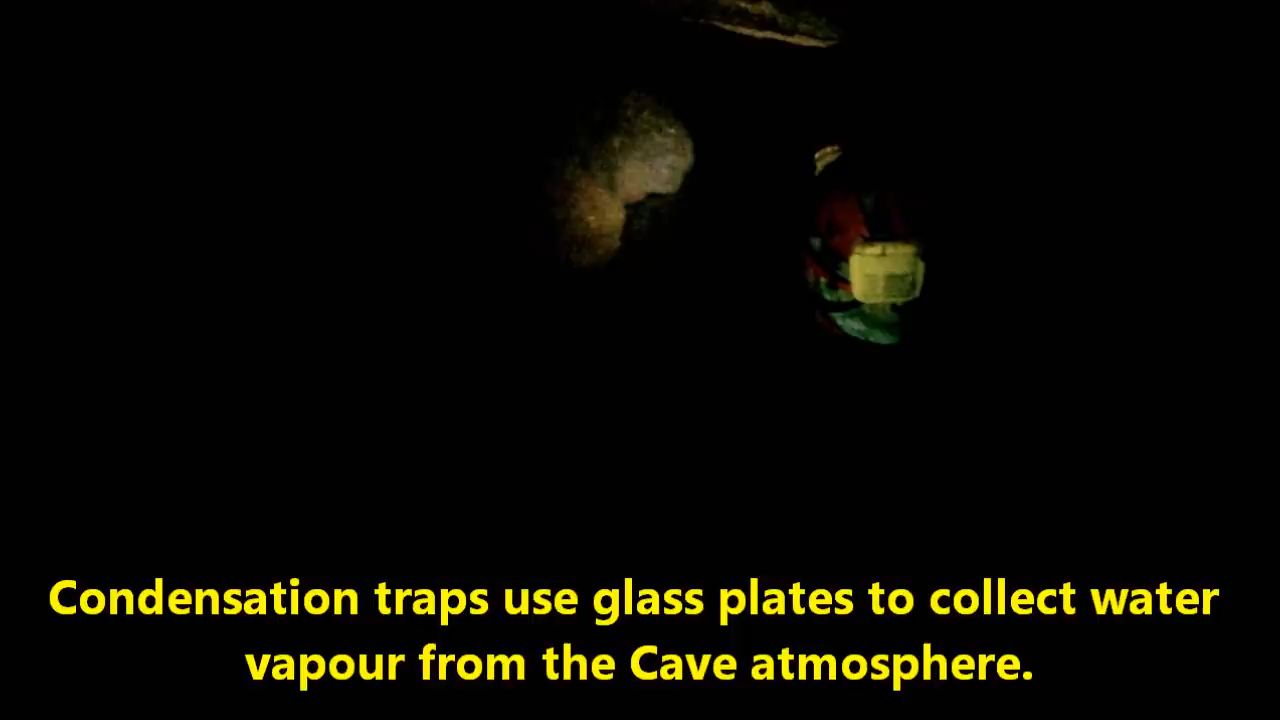 Condensation traps use glass plates to collect water
vapour from the Cave atmosphere.